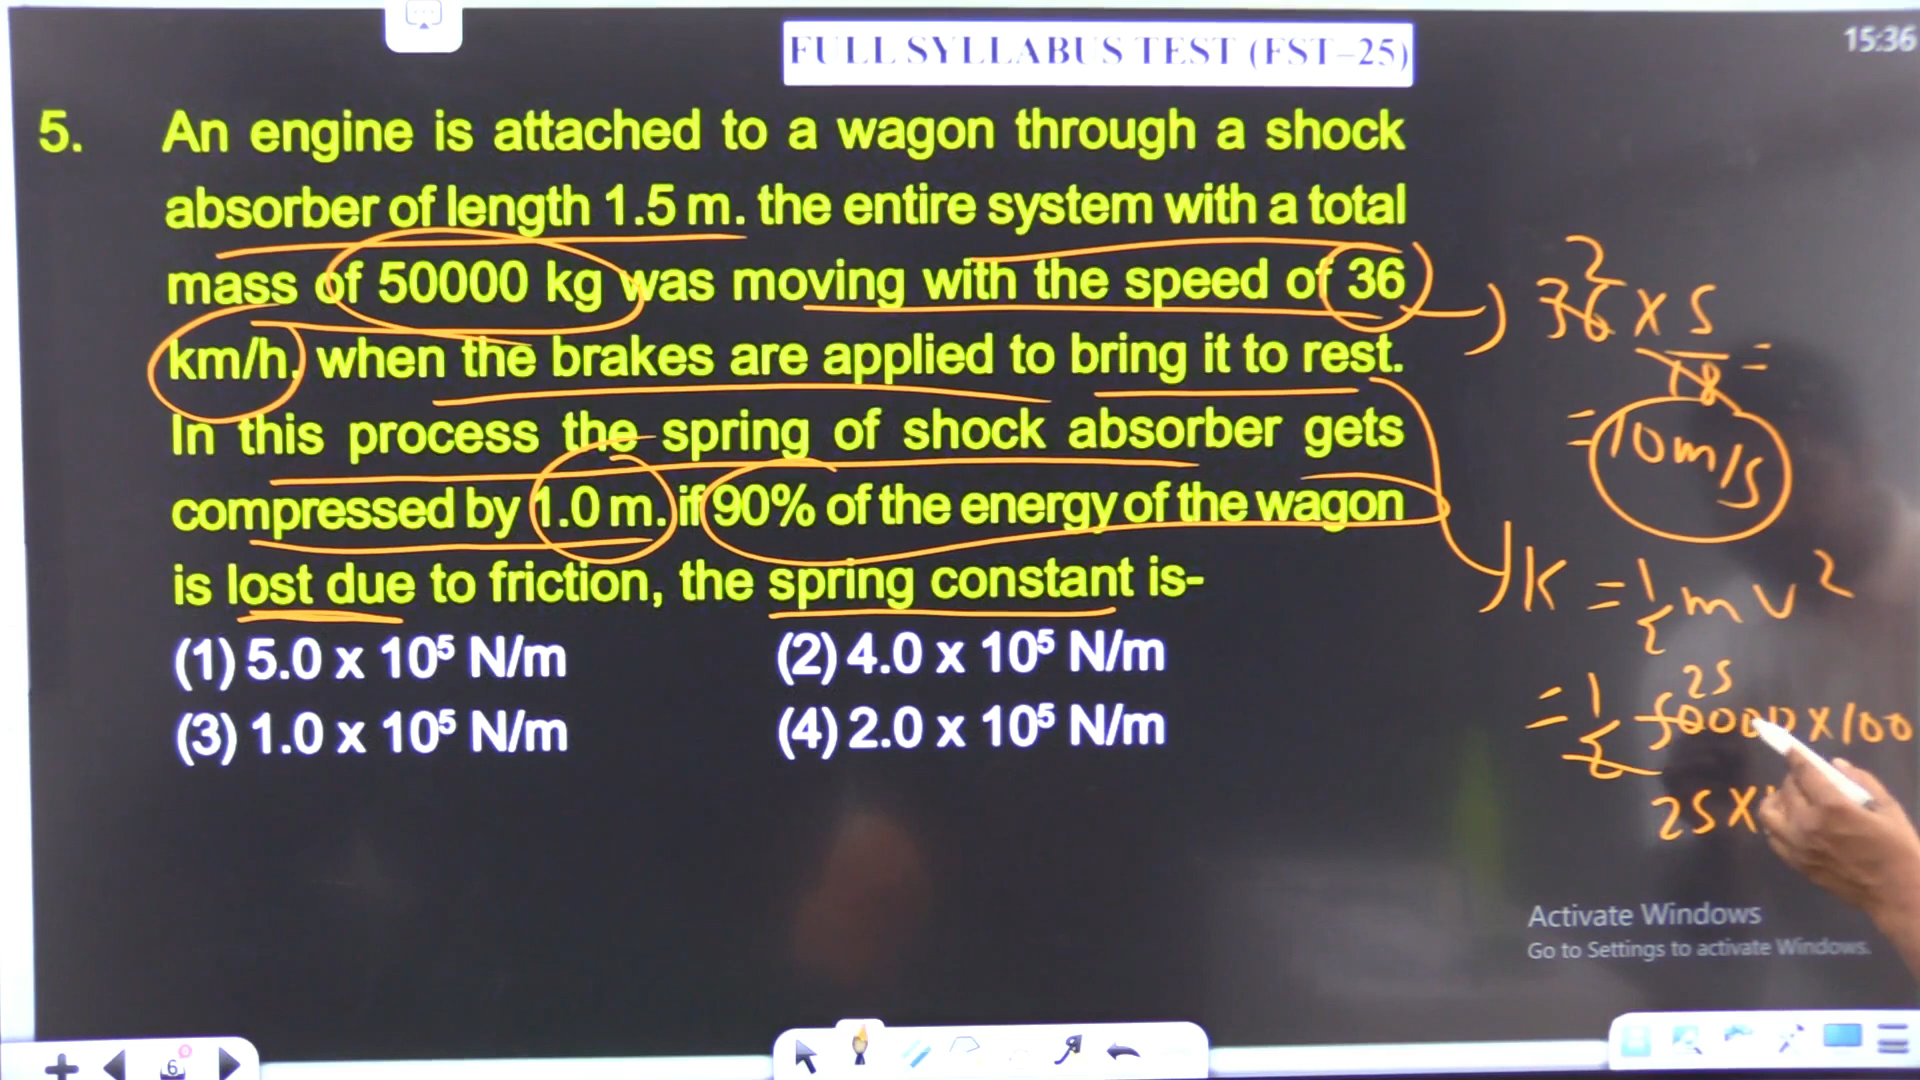 FULL SYLLABUS TEST (FST–25)
15:36
5. An engine is attached to a wagon through a shock
absorber of length 1.5 m. the entire system with a total
mass of 50000 kg was moving with the speed of 36
km/h. when the brakes are applied to bring it to rest.
In this process the spring of shock absorber gets
compressed by 1.0 m. if 90% of the energy of the wagon
is lost due to friction, the spring constant is-
(1) 5.0 x 10⁵ N/m (2) 4.0 x 10⁵ N/m
(3) 1.0 x 10⁵ N/m (4) 2.0 x 10⁵ N/m
2
36 x 5
18 =
= 10 m/s
K = 1/2 m v²
25
= 1/2 50000 x 100
25 x
Activate Windows
Go to Settings to activate Windows.
6